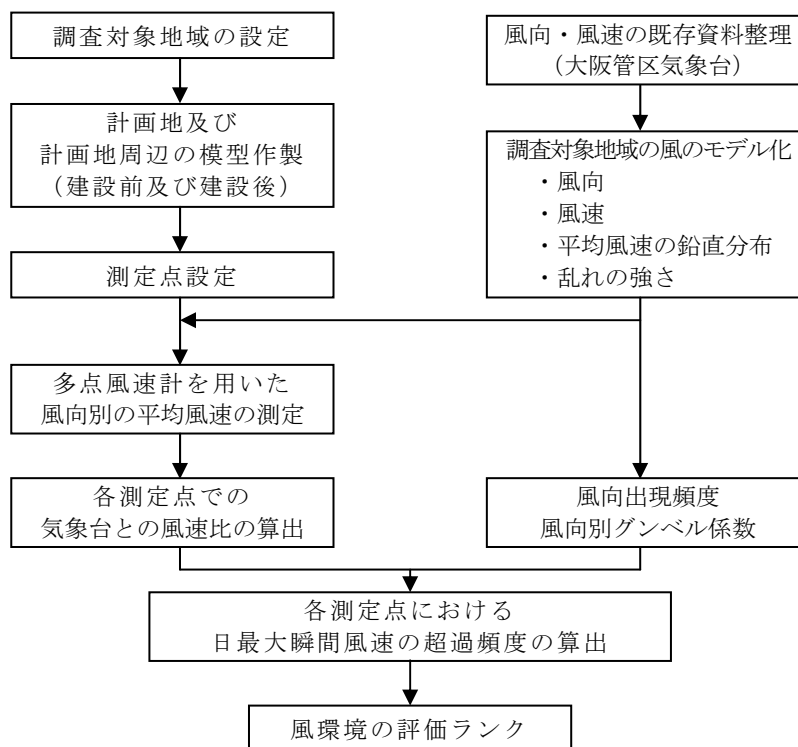 調査対象地域の設定
計画地及び
計画地周辺の模型作製
（建設前及び建設後）
測定点設定
風向・風速の既存資料整理
（大阪管区気象台）
調査対象地域の風のモデル化
・風向
・風速
・平均風速の鉛直分布
・乱れの強さ
多点風速計を用いた
風向別の平均風速の測定
各測定点での
気象台との風速比の算出
風向出現頻度
風向別グンベル係数
各測定点における
日最大瞬間風速の超過頻度の算出
風環境の評価ランク